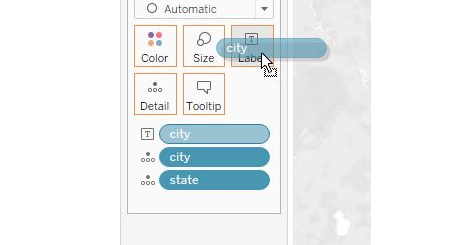 Automatic
city
Color Size Label
Detail Tooltip
city
city
state